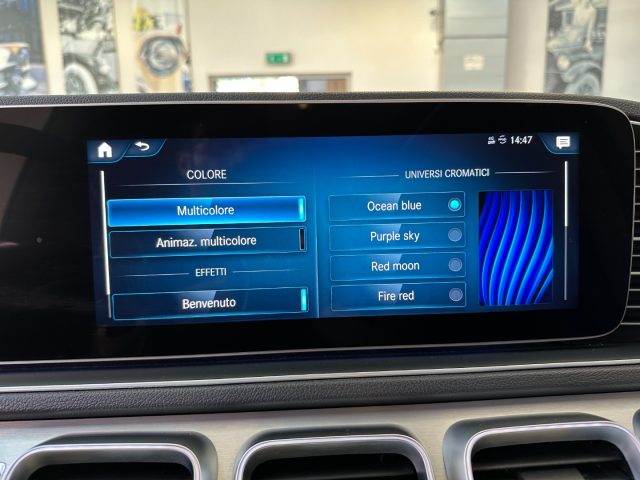 14:47
COLORE
Multicolore
Animaz. multicolore
EFFETTI
Benvenuto
UNIVERSI CROMATICI
Ocean blue
Purple sky
Red moon
Fire red